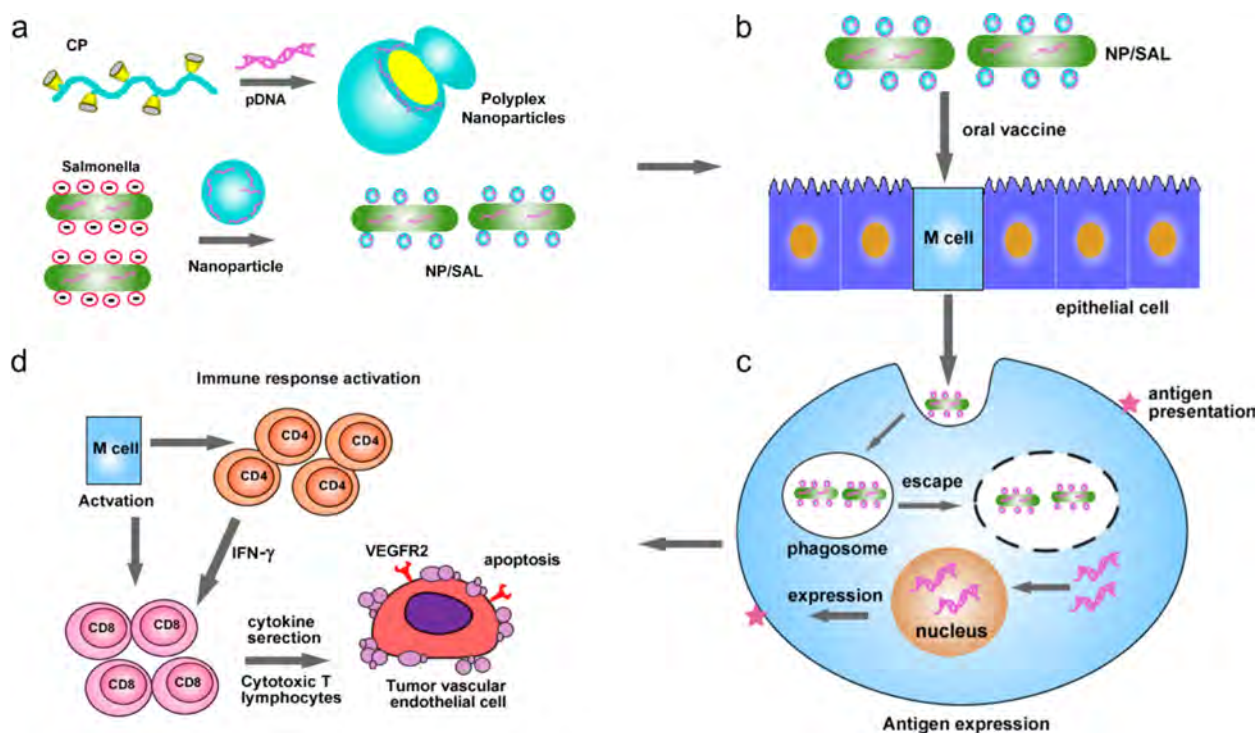 a
CP
pDNA
Polyplex
Nanoparticles
Salmonella
Nanoparticle
NP/SAL
b
NP/SAL
oral vaccine
M cell
epithelial cell
c
antigen
presentation
escape
phagosome
expression
nucleus
Antigen expression
d
Immune response activation
M cell
Actvation
CD4
CD4
CD4
CD4
IFN-γ
CD8
CD8
CD8
CD8
cytokine
serection
Cytotoxic T
lymphocytes
VEGFR2
apoptosis
Tumor vascular
endothelial cell